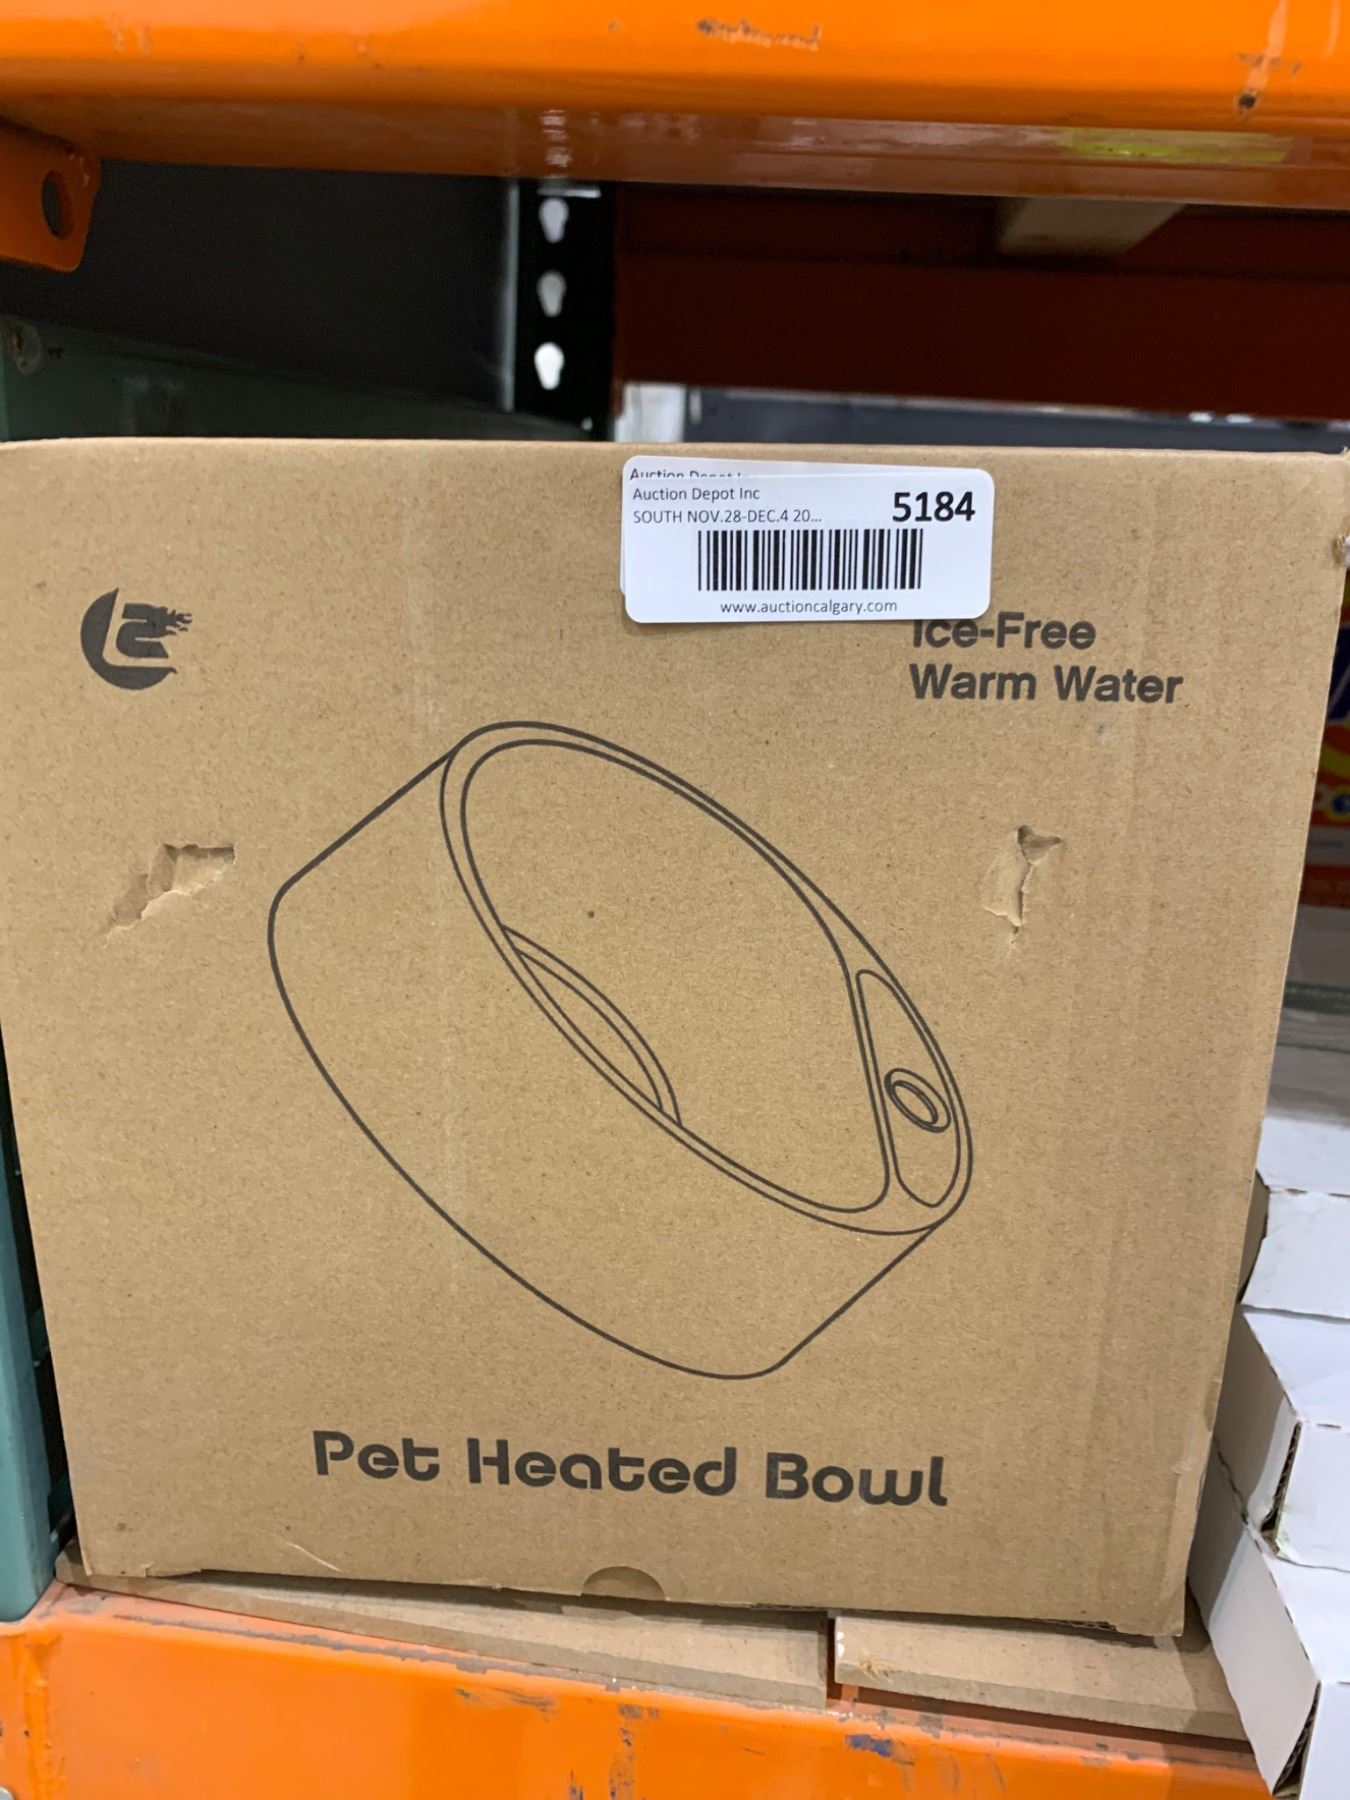 Auction Depot Inc
SOUTH NOV.28-DEC.4 20...
5184
www.auctioncalgary.com
Ice-Free
Warm Water
Pet Heated Bowl